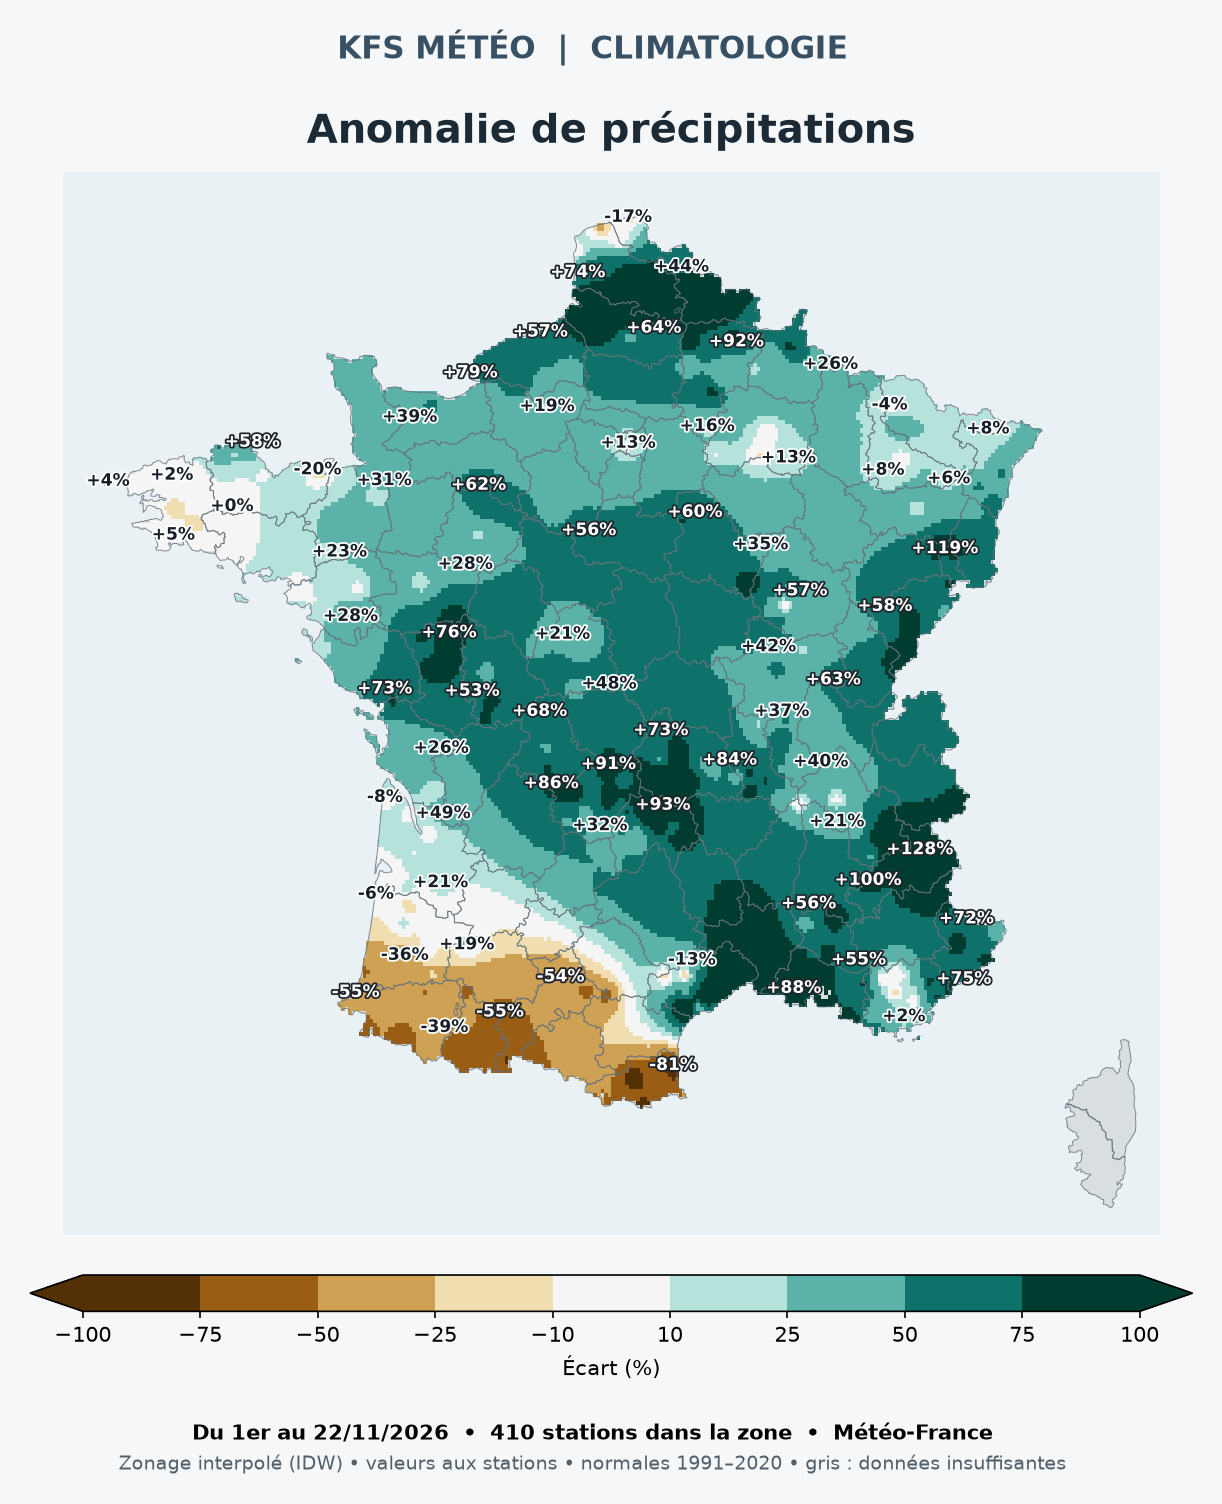 KFS MÉTÉO | CLIMATOLOGIE
Anomalie de précipitations
-17%
+74% +44%
+57% +64% +92%
+79% +26%
+39% +19% -4%
+58% +13% +16% +8%
+4% +2% -20% +31% +62% +13% +8% +6%
+0% +60%
+5% +23% +28% +56% +35% +119%
+28% +57% +58%
+76% +21% +42%
+73% +53% +48% +63%
+68% +37%
+26% +73%
+91% +84% +40%
-8% +86%
+49% +32% +93% +21%
+128%
-6% +21% +100%
+56% +72%
-36% +19% -13% +55%
-55% -54% +88% +75%
-39% -55% +2%
-81%
−100 −75 −50 −25 −10 10 25 50 75 100
Écart (%)
Du 1er au 22/11/2026 • 410 stations dans la zone • Météo-France
Zonage interpolé (IDW) • valeurs aux stations • normales 1991–2020 • gris : données insuffisantes